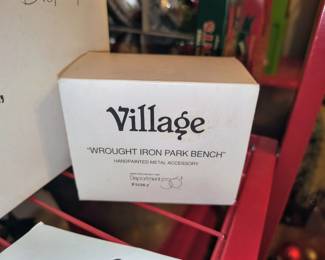 Village
"WROUGHT IRON PARK BENCH"
HANDPAINTED METAL ACCESSORY
Department 56